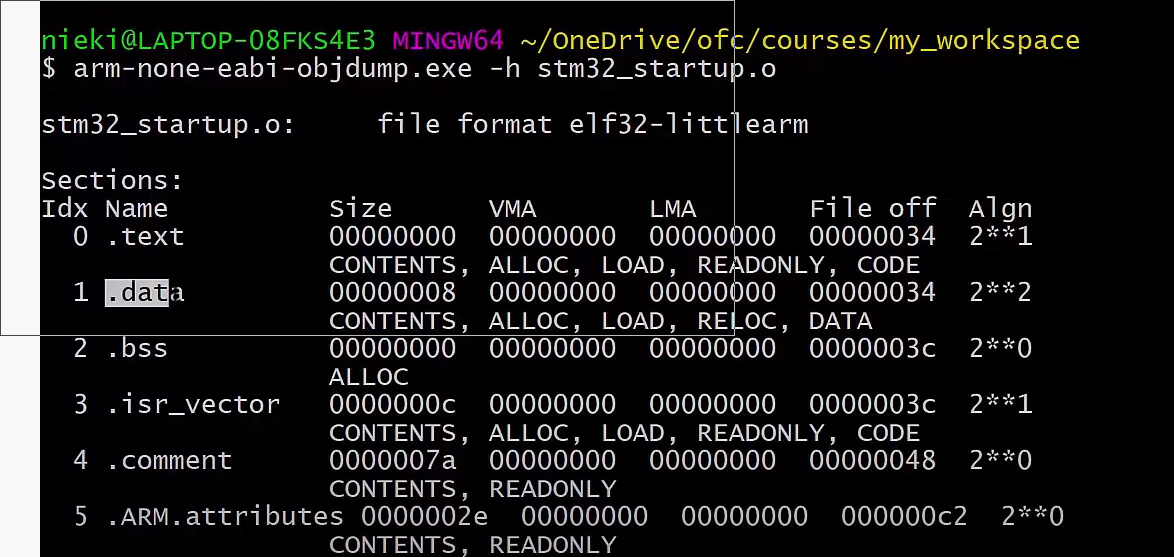 nieki@LAPTOP-O8FKS4E3 MINGW64 ~/OneDrive/ofc/courses/my_workspace
$ arm-none-eabi-objdump.exe -h stm32_startup.o
stm32_startup.o:     file format elf32-littlearm
Sections:
Idx Name          Size      VMA       LMA       File off  Algn
  0 .text         00000000  00000000  00000000  00000034  2**1
                  CONTENTS, ALLOC, LOAD, READONLY, CODE
  1 .data         00000008  00000000  00000000  00000034  2**2
                  CONTENTS, ALLOC, LOAD, RELOC, DATA
  2 .bss          00000000  00000000  00000000  0000003c  2**0
                  ALLOC
  3 .isr_vector   0000000c  00000000  00000000  0000003c  2**1
                  CONTENTS, ALLOC, LOAD, READONLY, CODE
  4 .comment      0000007a  00000000  00000000  00000048  2**0
                  CONTENTS, READONLY
  5 .ARM.attributes 0000002e  00000000  00000000  000000c2  2**0
                  CONTENTS, READONLY